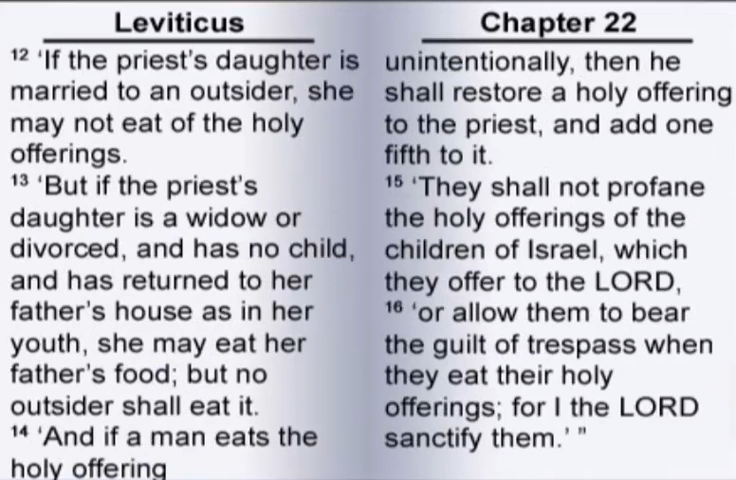 Leviticus
¹² ‘If the priest’s daughter is
married to an outsider, she
may not eat of the holy
offerings.
¹³ ‘But if the priest’s
daughter is a widow or
divorced, and has no child,
and has returned to her
father’s house as in her
youth, she may eat her
father’s food; but no
outsider shall eat it.
¹⁴ ‘And if a man eats the
holy offering
Chapter 22
unintentionally, then he
shall restore a holy offering
to the priest, and add one
fifth to it.
¹⁵ ‘They shall not profane
the holy offerings of the
children of Israel, which
they offer to the LORD,
¹⁶ ‘or allow them to bear
the guilt of trespass when
they eat their holy
offerings; for I the LORD
sanctify them.’ ”